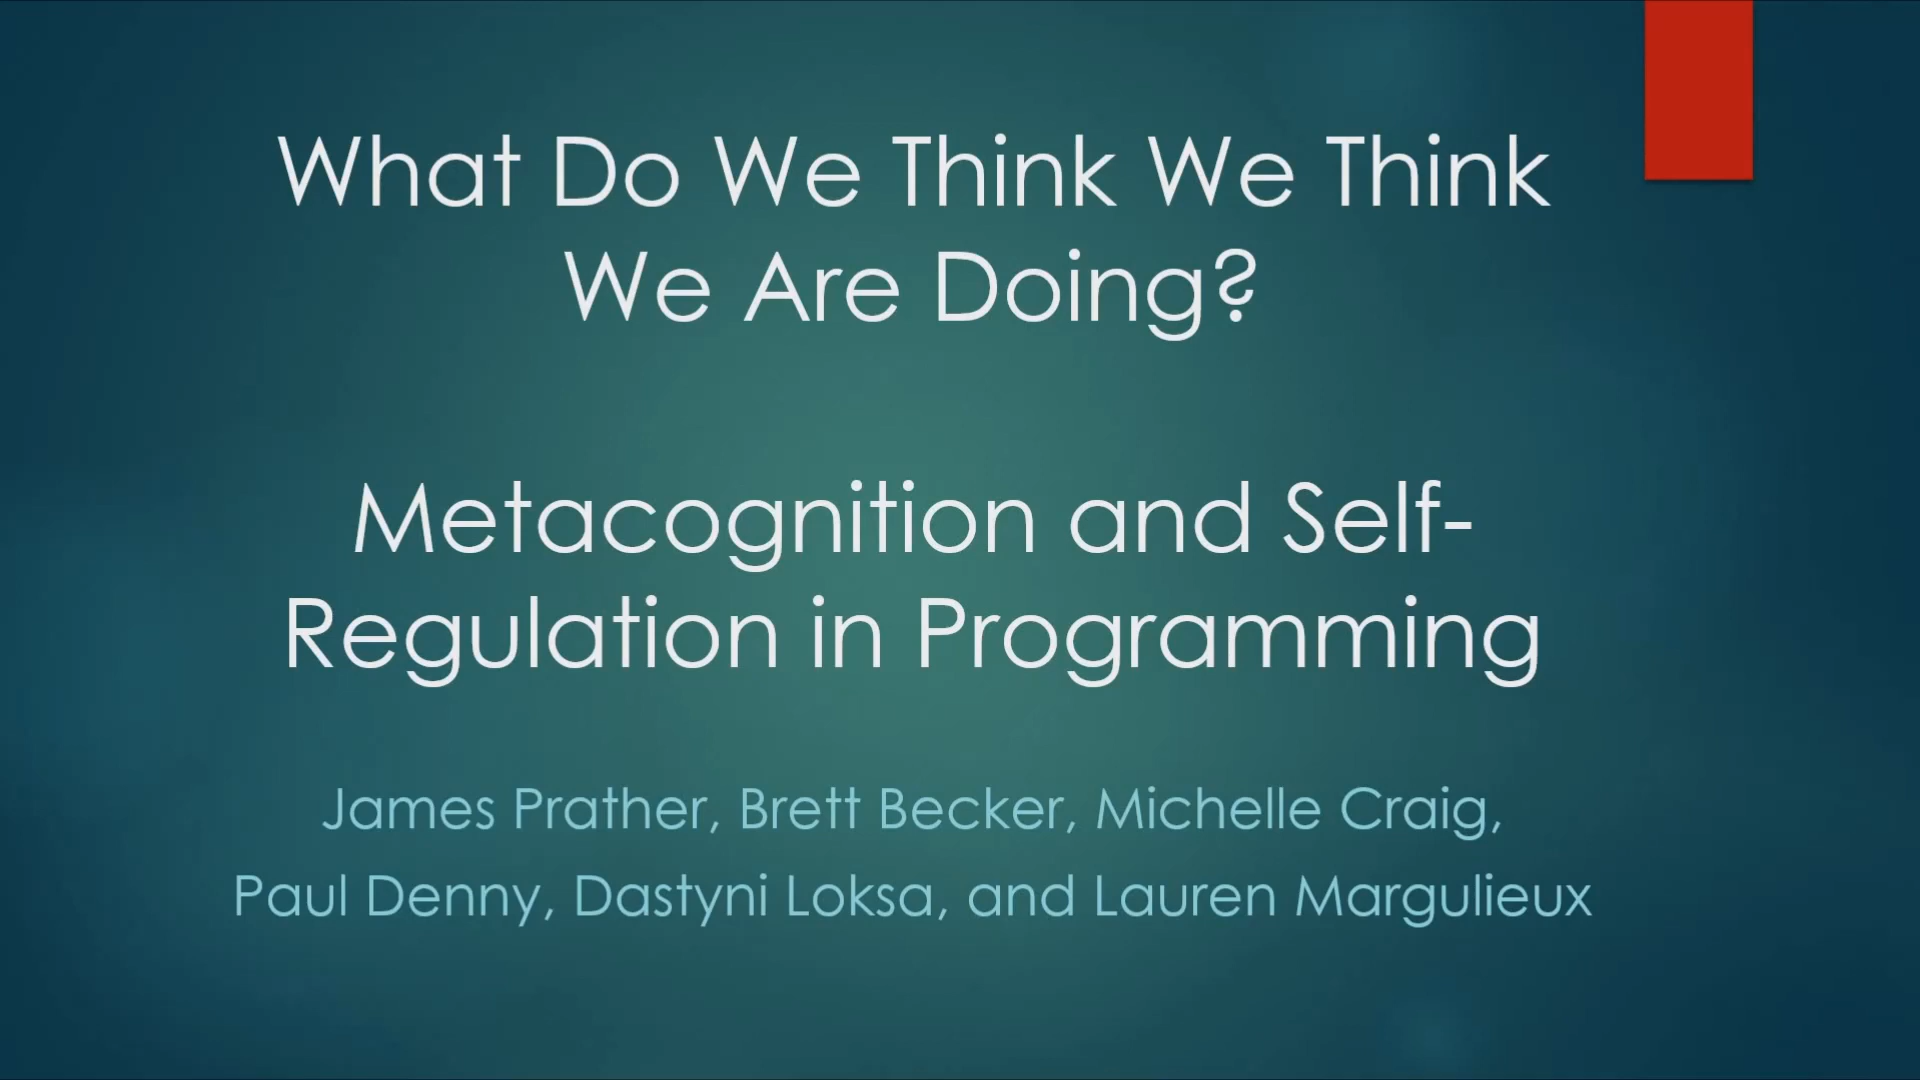 What Do We Think We Think
We Are Doing?
Metacognition and Self-
Regulation in Programming
James Prather, Brett Becker, Michelle Craig,
Paul Denny, Dastyni Loksa, and Lauren Margulieux